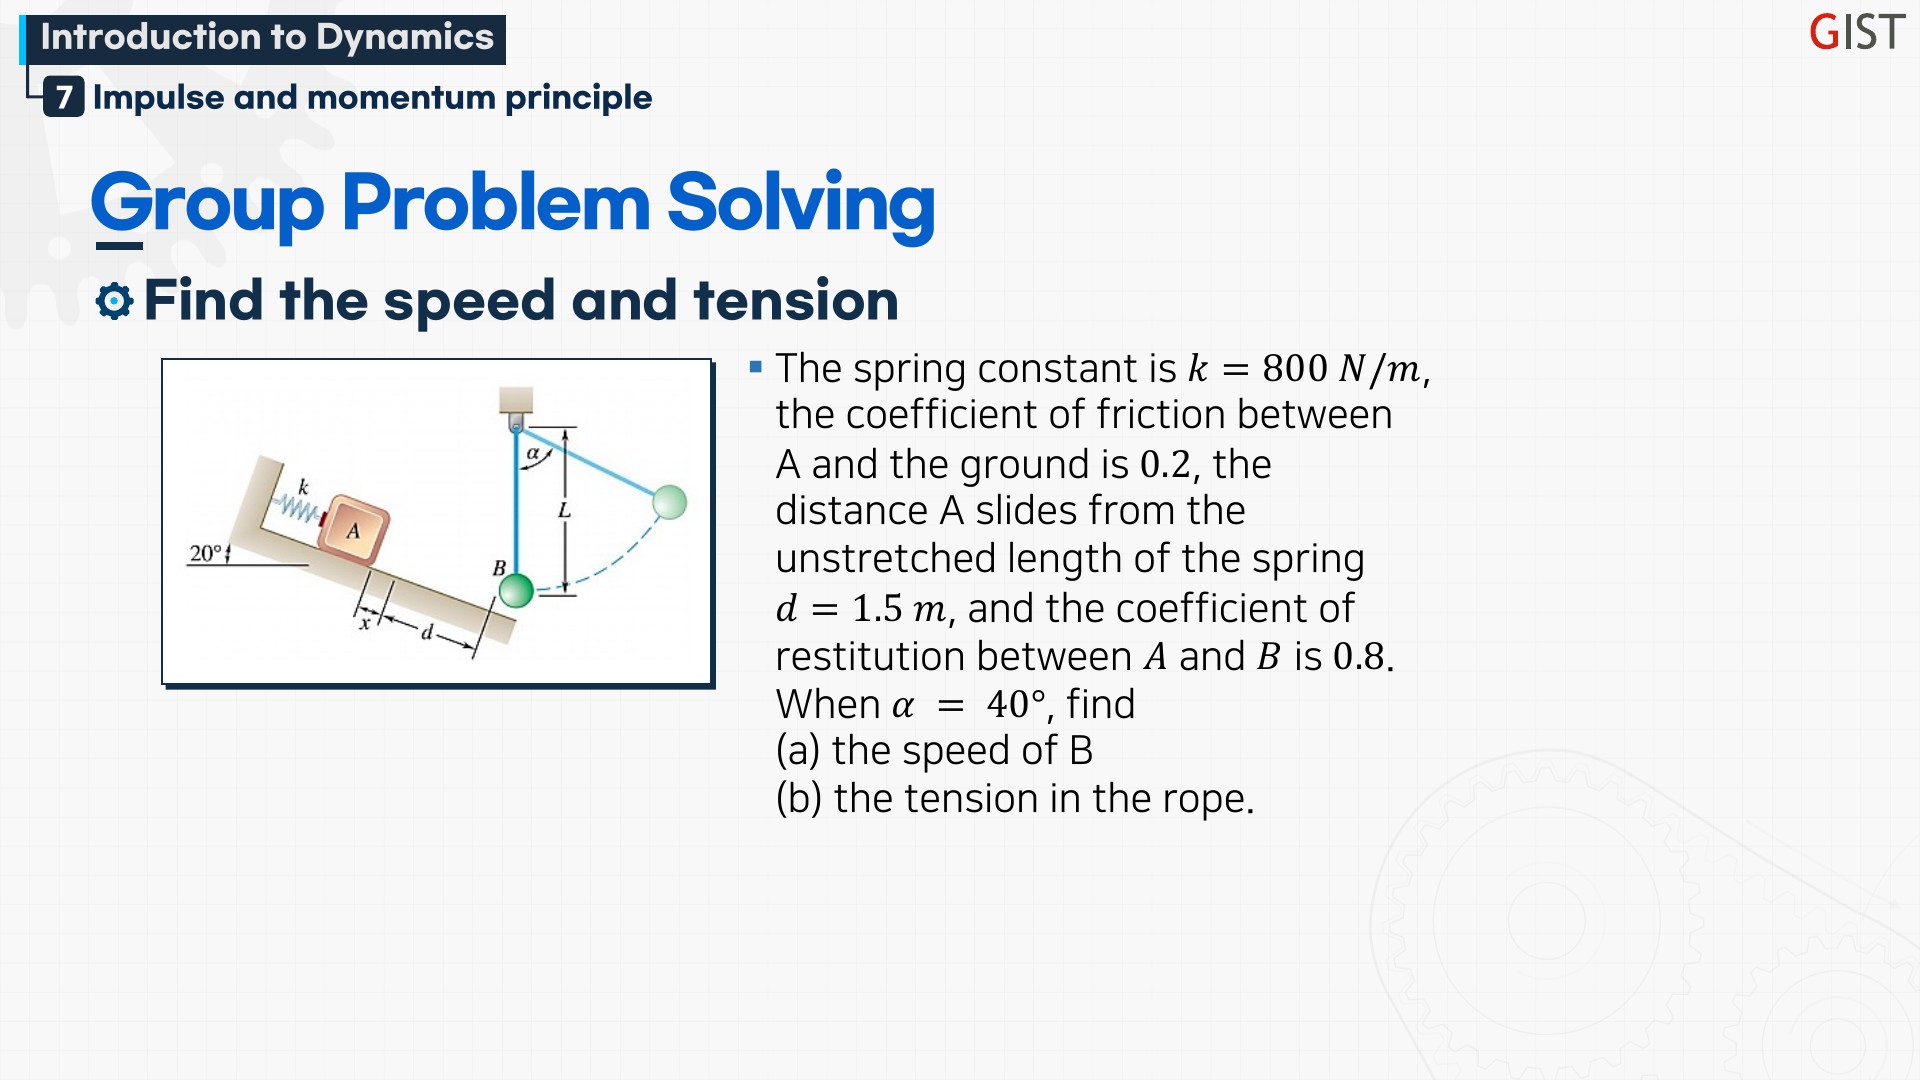 Introduction to Dynamics
GIST
7 Impulse and momentum principle
Group Problem Solving
Find the speed and tension
k
A
20°
x
d
B
α
L
The spring constant is k = 800 N/m,
the coefficient of friction between
A and the ground is 0.2, the
distance A slides from the
unstretched length of the spring
d = 1.5 m, and the coefficient of
restitution between A and B is 0.8.
When α = 40°, find
(a) the speed of B
(b) the tension in the rope.